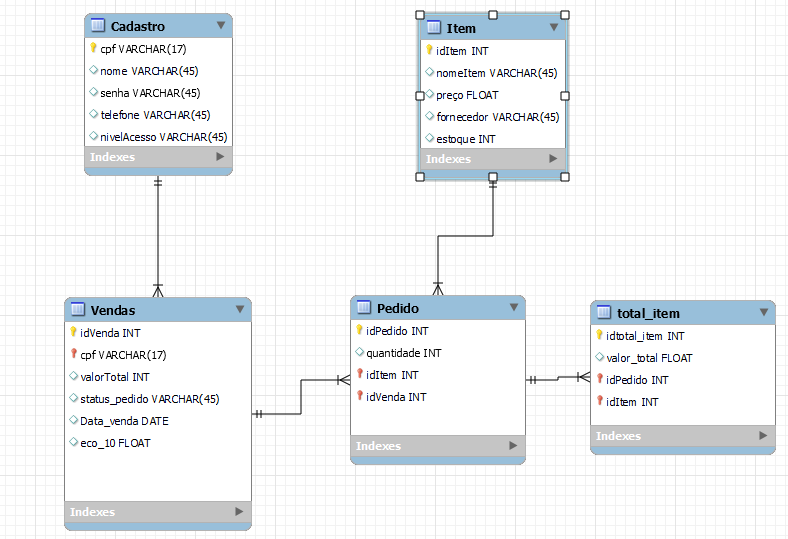 Cadastro
cpf VARCHAR(17)
nome VARCHAR(45)
senha VARCHAR(45)
telefone VARCHAR(45)
nivelAcesso VARCHAR(45)
Indexes
Item
idItem INT
nomeItem VARCHAR(45)
preço FLOAT
fornecedor VARCHAR(45)
estoque INT
Indexes
Vendas
idVenda INT
cpf VARCHAR(17)
valorTotal INT
status_pedido VARCHAR(45)
Data_venda DATE
eco_10 FLOAT
Indexes
Pedido
idPedido INT
quantidade INT
idItem INT
idVenda INT
Indexes
total_item
idtotal_item INT
valor_total FLOAT
idPedido INT
idItem INT
Indexes